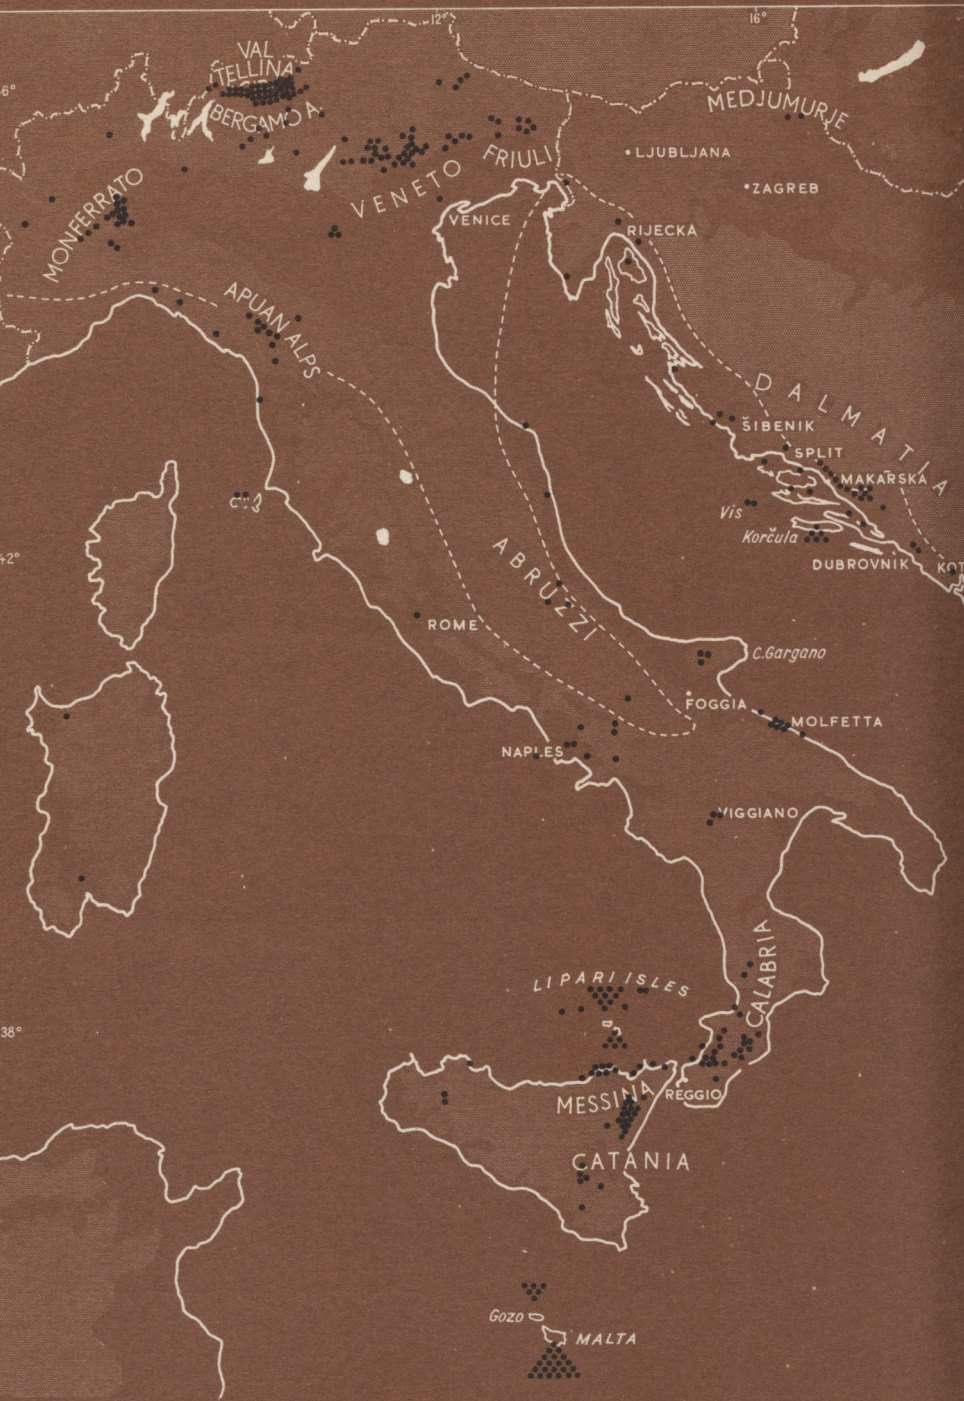 12°
16°
VAL
TELLINA
BERGAMO A.
6°
MEDJUMURJE
LJUBLJANA
FRIULI
ZAGREB
VENETO
MONFERRATO
VENICE
RIJECKA
APUAN ALPS
DALMATIA
ŠIBENIK
SPLIT
MAKARSKA
Vis
Korčula
DUBROVNIK
KOT
42°
ABRUZZI
ROME
C.Gargano
FOGGIA
MOLFETTA
NAPLES
VIGGIANO
CALABRIA
LIPARI ISLES
38°
MESSINA
REGGIO
CATANIA
Gozo
MALTA